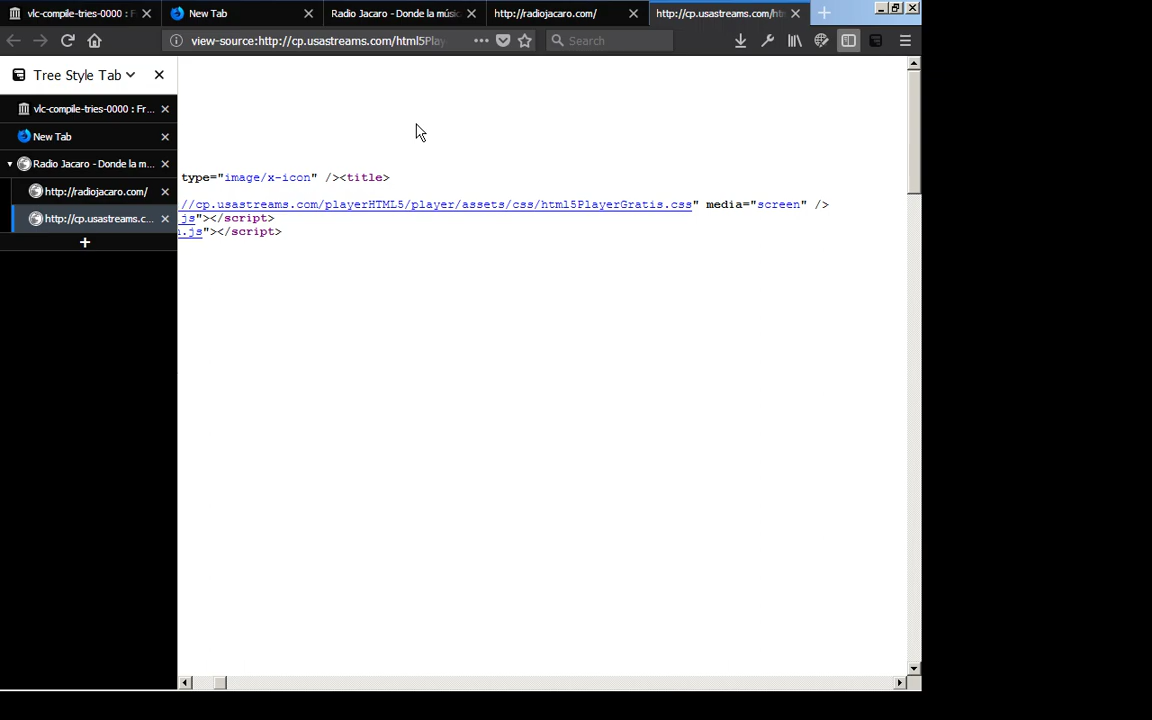 vlc-compile-tries-0000 : F
New Tab
Radio Jacaro - Donde la músic
http://radiojacaro.com/
http://cp.usastreams.com/ht
view-source:http://cp.usastreams.com/html5Play
Search
Tree Style Tab
vlc-compile-tries-0000 : Fr...
New Tab
Radio Jacaro - Donde la m...
http://radiojacaro.com/
http://cp.usastreams.c...
type="image/x-icon" /><title>
//cp.usastreams.com/playerHTML5/player/assets/css/html5PlayerGratis.css" media="screen" />
js"></script>
.js"></script>